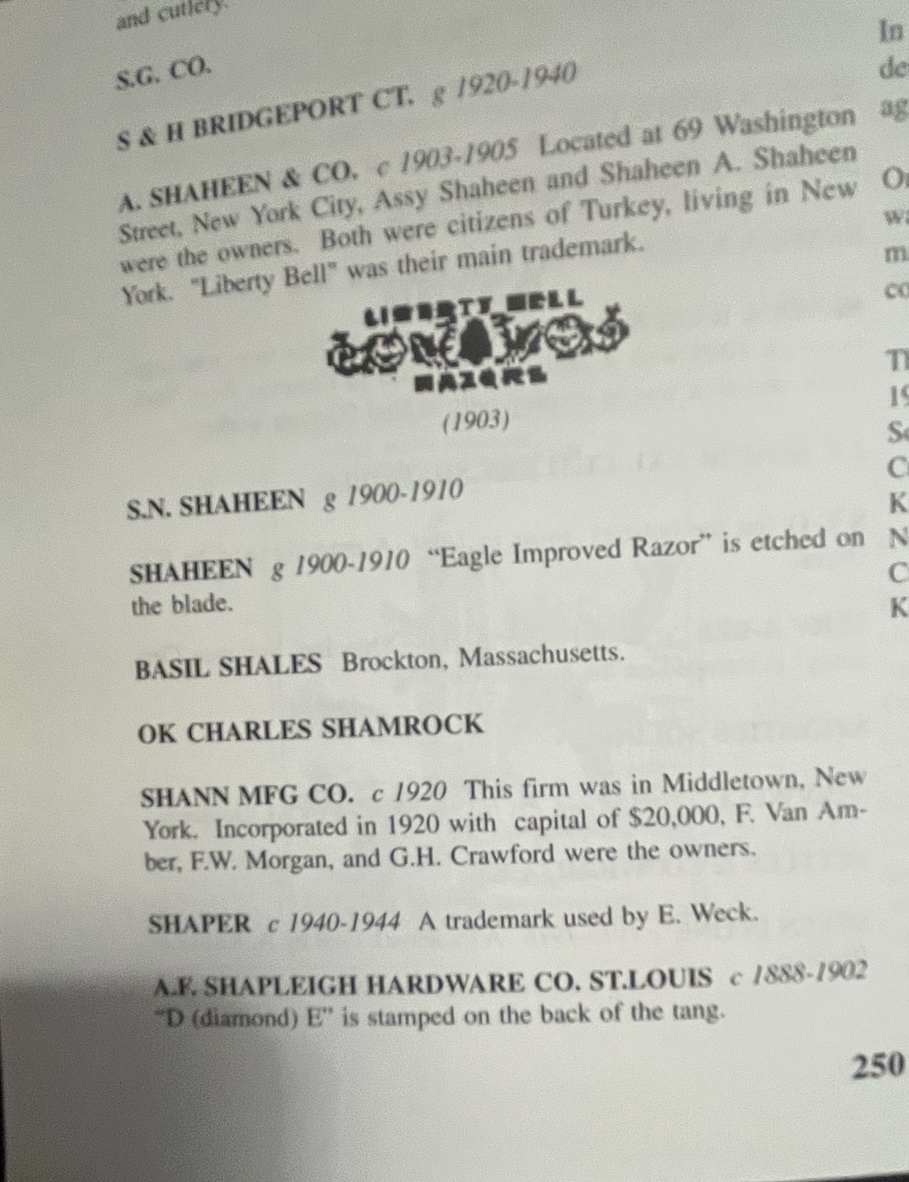 and cutlery.
S.G. CO.
S & H BRIDGEPORT CT. g 1920-1940
A. SHAHEEN & CO. c 1903-1905 Located at 69 Washington
Street, New York City, Assy Shaheen and Shaheen A. Shaheen
were the owners. Both were citizens of Turkey, living in New
York. "Liberty Bell" was their main trademark.
LIBERTY BELL
RAZORS
(1903)
S.N. SHAHEEN g 1900-1910
SHAHEEN g 1900-1910 “Eagle Improved Razor” is etched on
the blade.
BASIL SHALES Brockton, Massachusetts.
OK CHARLES SHAMROCK
SHANN MFG CO. c 1920 This firm was in Middletown, New
York. Incorporated in 1920 with capital of $20,000, F. Van Am-
ber, F.W. Morgan, and G.H. Crawford were the owners.
SHAPER c 1940-1944 A trademark used by E. Weck.
A.F. SHAPLEIGH HARDWARE CO. ST.LOUIS c 1888-1902
“D (diamond) E” is stamped on the back of the tang.
250
In
de
ag